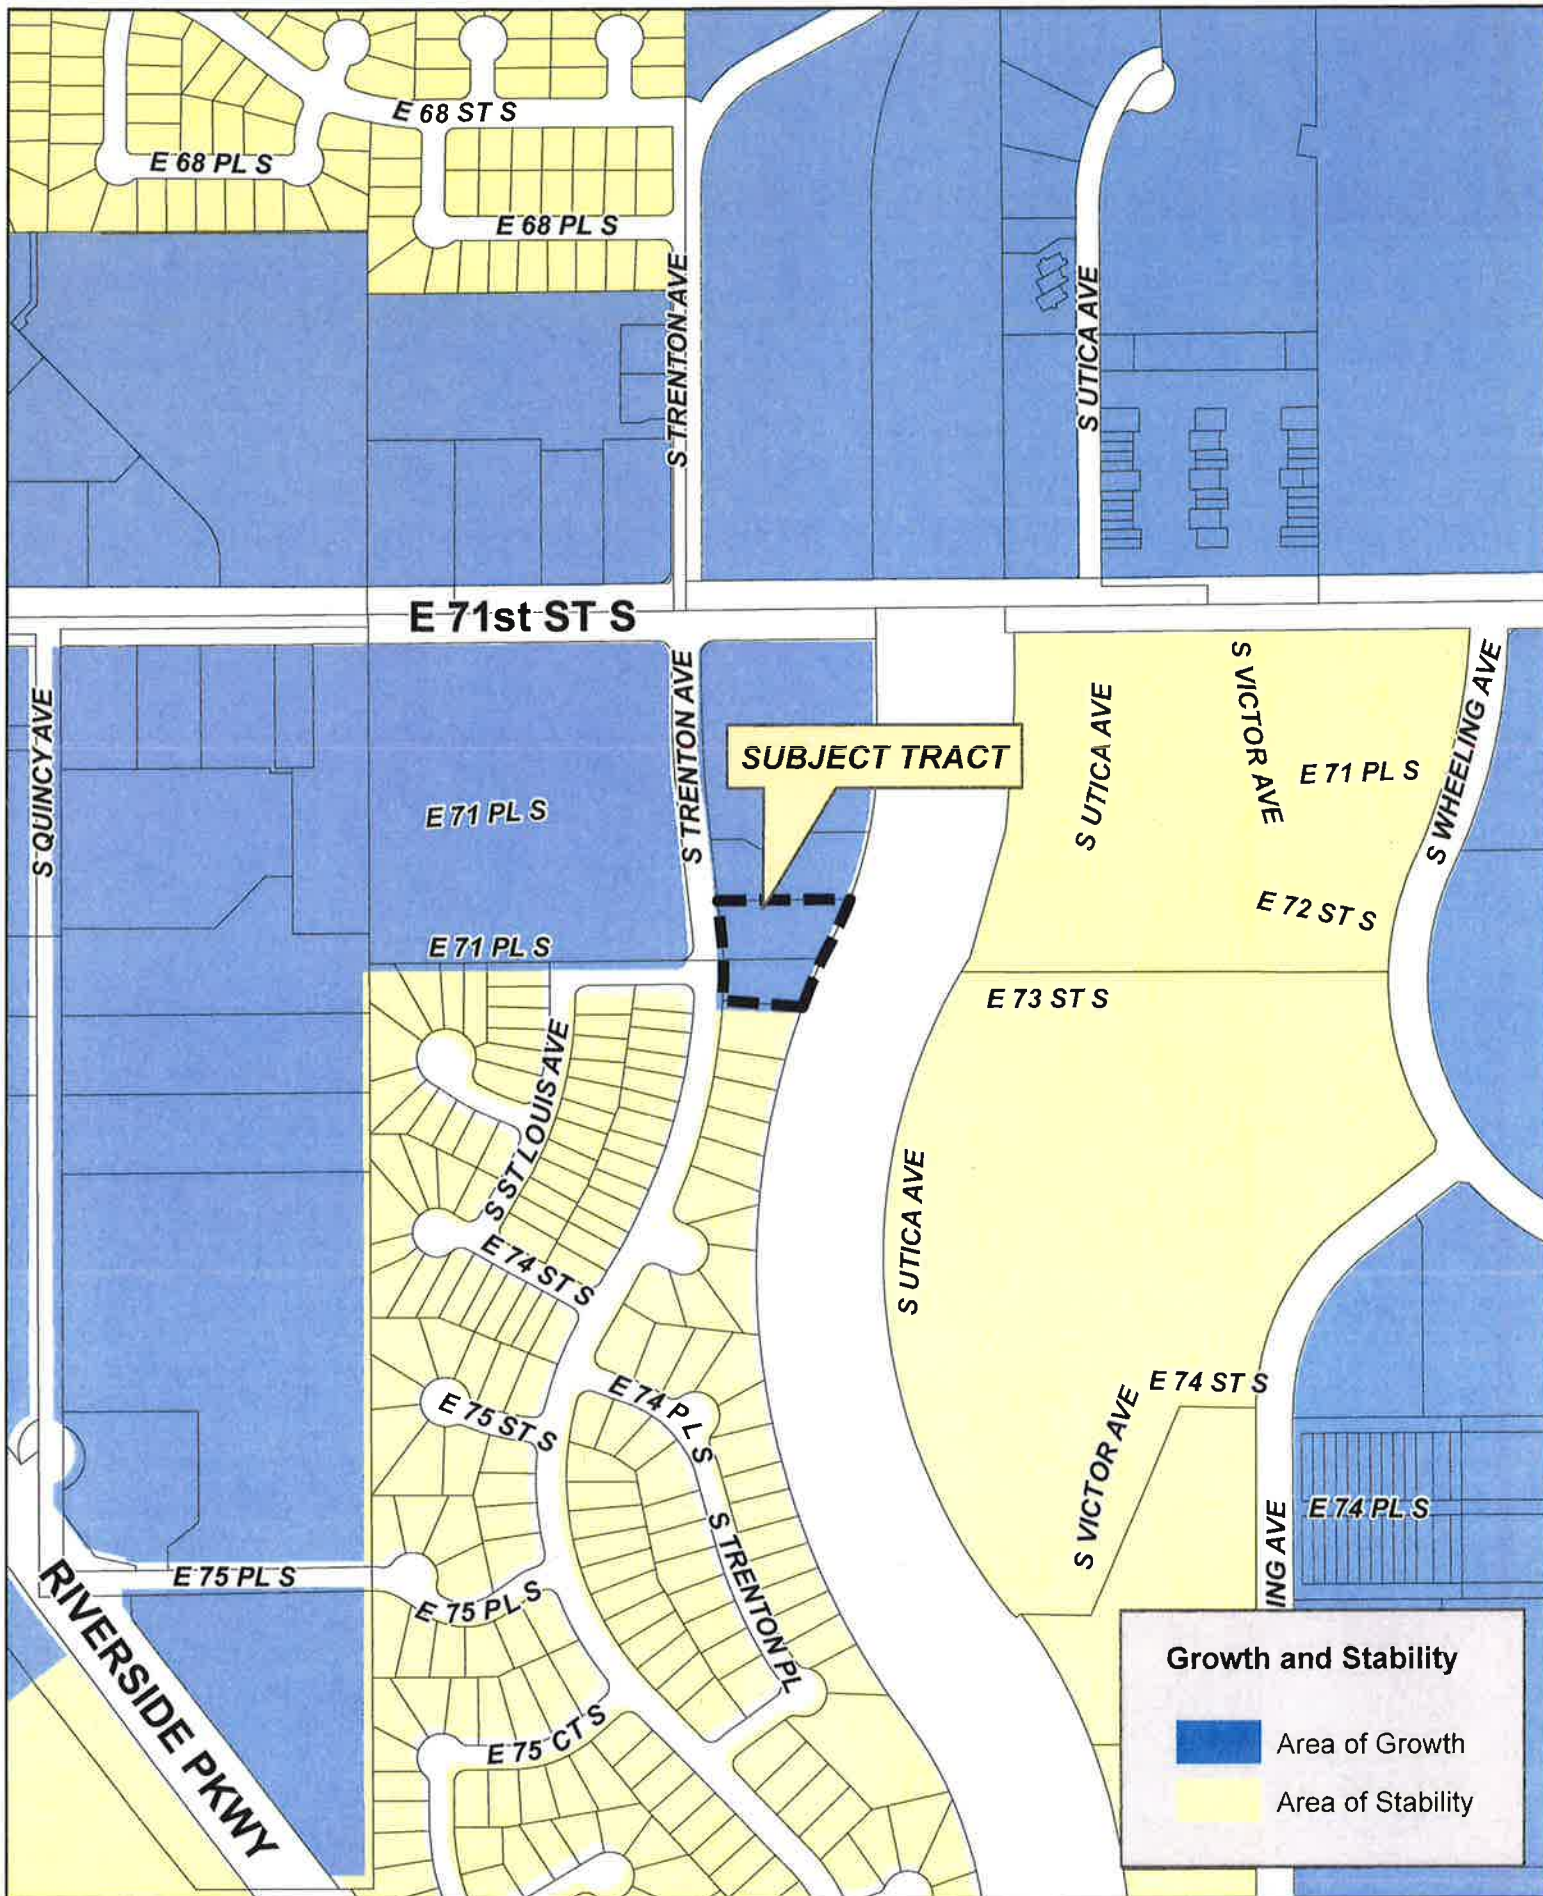 E 68 ST S
E 68 PL S
E 68 PL S
S TRENTON AVE
S UTICA AVE
E 71st ST S
S QUINCY AVE
S TRENTON AVE
SUBJECT TRACT
S UTICA AVE
S VICTOR AVE
E 71 PL S
S WHEELING AVE
E 71 PL S
E 72 ST S
E 71 PL S
E 73 ST S
S ST LOUIS AVE
S UTICA AVE
E 74 ST S
E 74 PL S
E 74 ST S
E 75 ST S
S VICTOR AVE
E 74 PL S
S TRENTON PL
ING AVE
E 75 PL S
E 75 PL S
RIVERSIDE PKWY
E 75 CT S
Growth and Stability
Area of Growth
Area of Stability